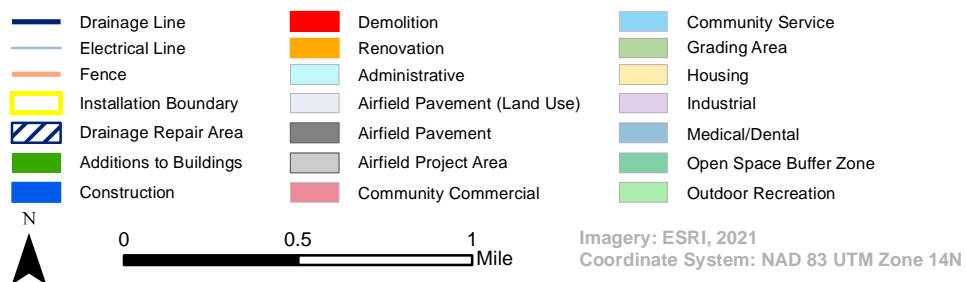 Drainage Line
Electrical Line
Fence
Installation Boundary
Drainage Repair Area
Additions to Buildings
Construction
Demolition
Renovation
Administrative
Airfield Pavement (Land Use)
Airfield Pavement
Airfield Project Area
Community Commercial
Community Service
Grading Area
Housing
Industrial
Medical/Dental
Open Space Buffer Zone
Outdoor Recreation
N
0 0.5 1
Mile
Imagery: ESRI, 2021
Coordinate System: NAD 83 UTM Zone 14N